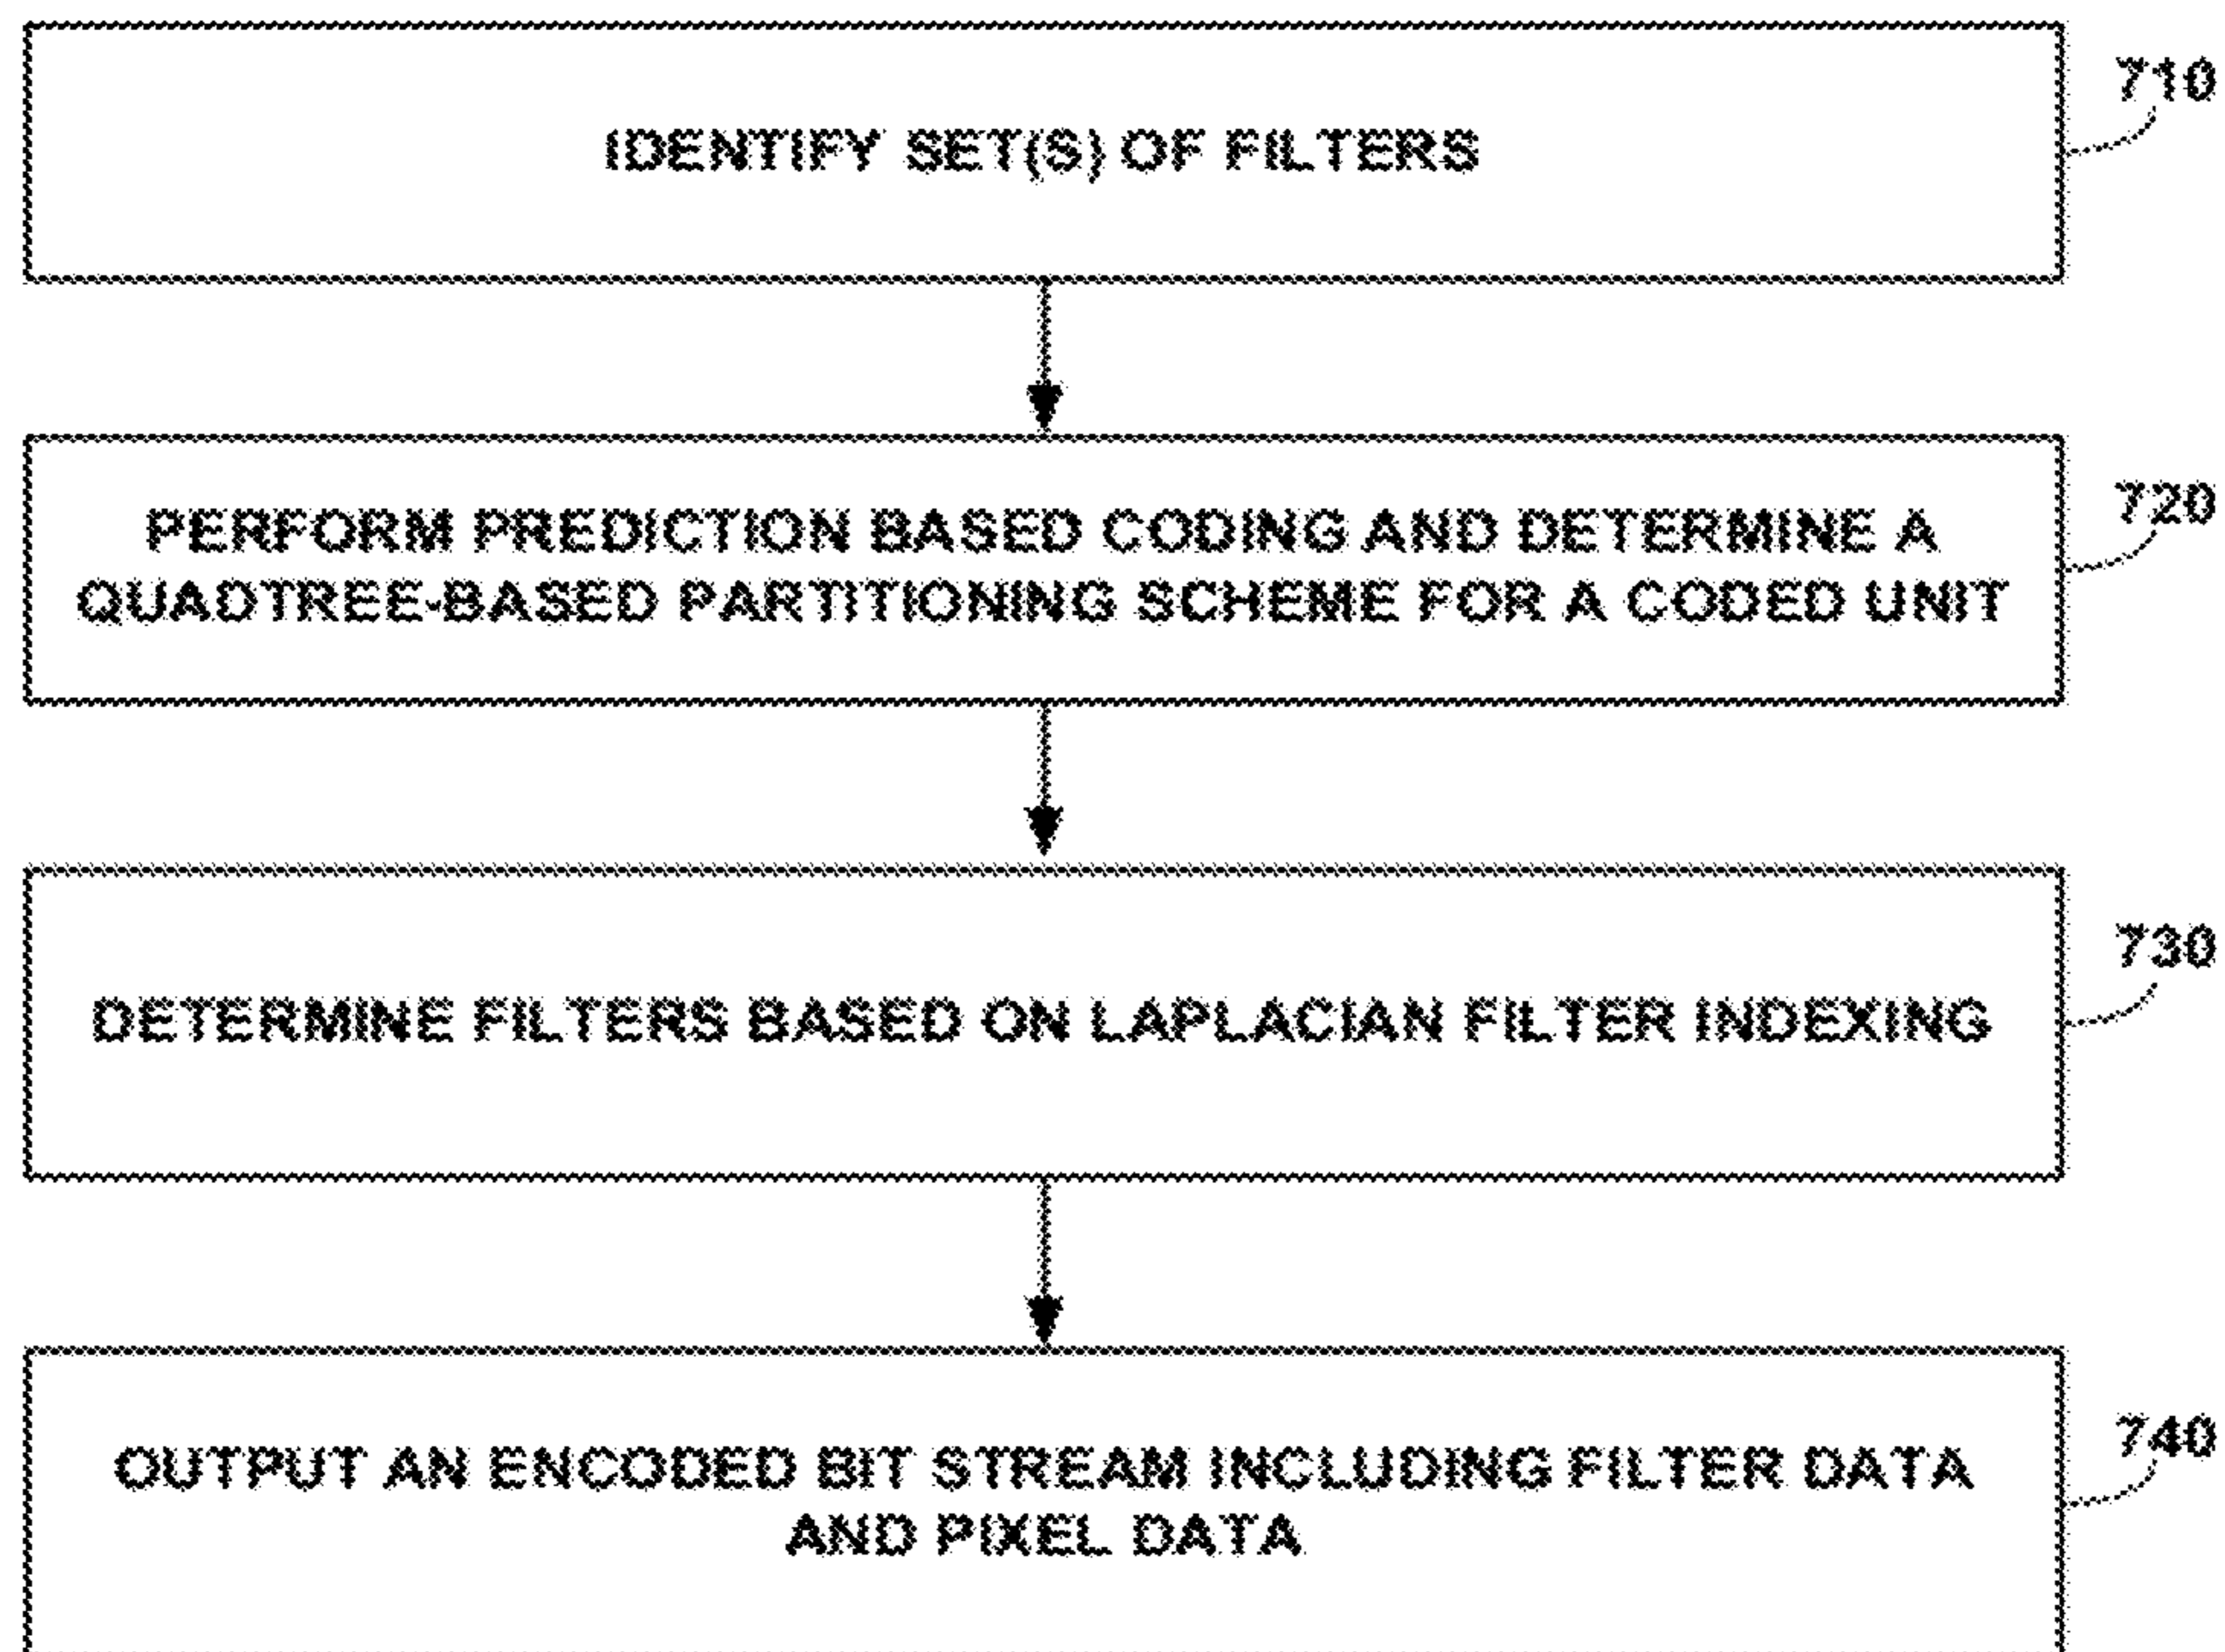 710
IDENTIFY SET(S) OF FILTERS
720
PERFORM PREDICTION BASED CODING AND DETERMINE A
QUADTREE-BASED PARTITIONING SCHEME FOR A CODED UNIT
730
DETERMINE FILTERS BASED ON LAPLACIAN FILTER INDEXING
740
OUTPUT AN ENCODED BIT STREAM INCLUDING FILTER DATA
AND PIXEL DATA